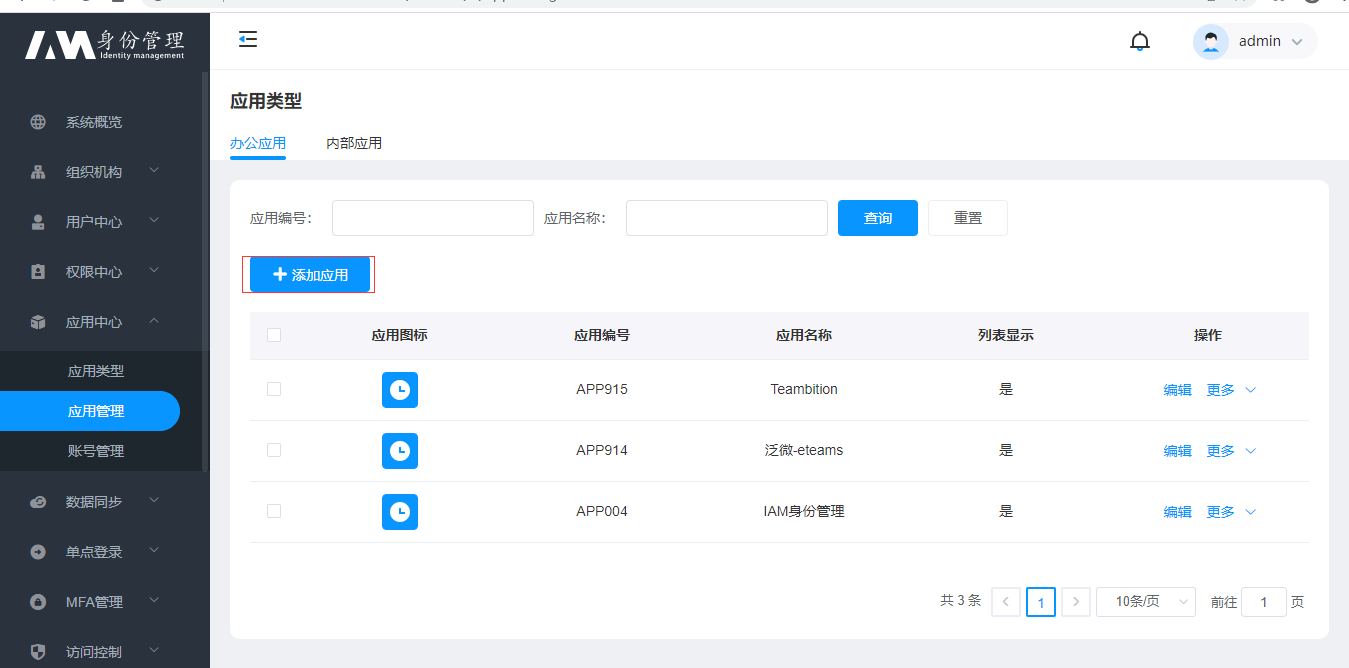 身份管理
Identity management
admin
系统概览
组织机构
用户中心
权限中心
应用中心
应用类型
应用管理
账号管理
数据同步
单点登录
MFA管理
访问控制
应用类型
办公应用 内部应用
应用编号： 应用名称： 查询 重置
添加应用
应用图标 应用编号 应用名称 列表显示 操作
APP915 Teambition 是 编辑 更多
APP914 泛微-eteams 是 编辑 更多
APP004 IAM身份管理 是 编辑 更多
共 3 条 1 10条/页 前往 1 页